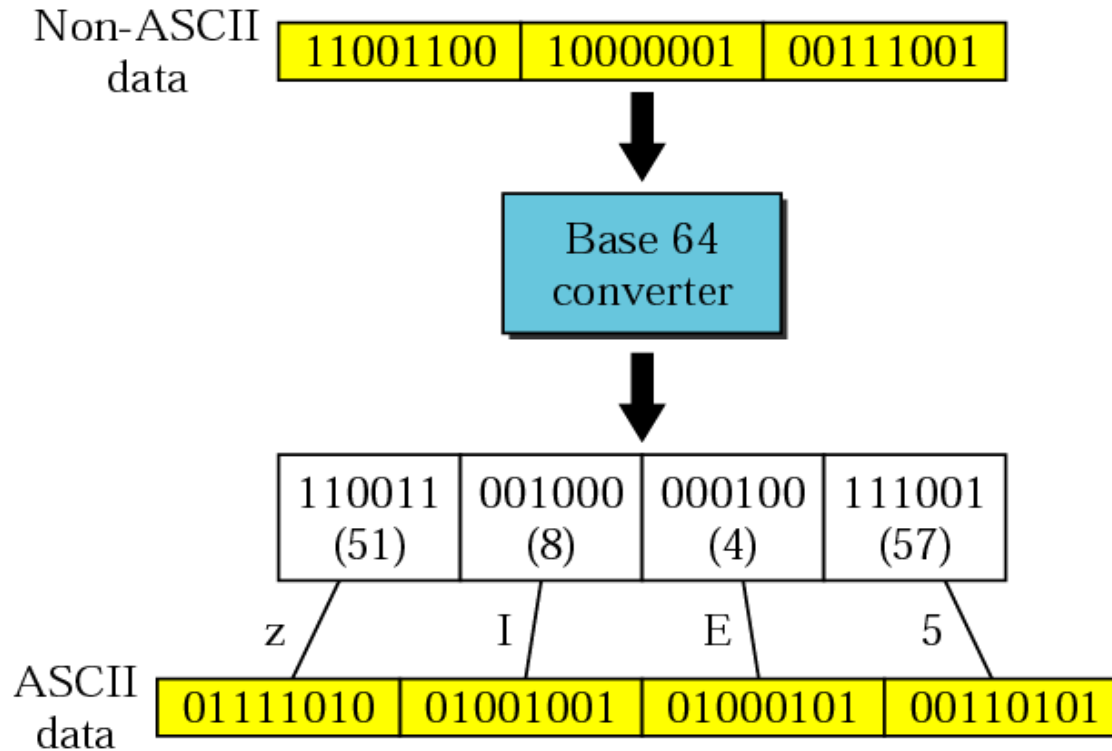 Non-ASCII data
11001100 10000001 00111001
Base 64
converter
110011 001000 000100 111001
(51) (8) (4) (57)
z I E 5
ASCII data
01111010 01001001 01000101 00110101